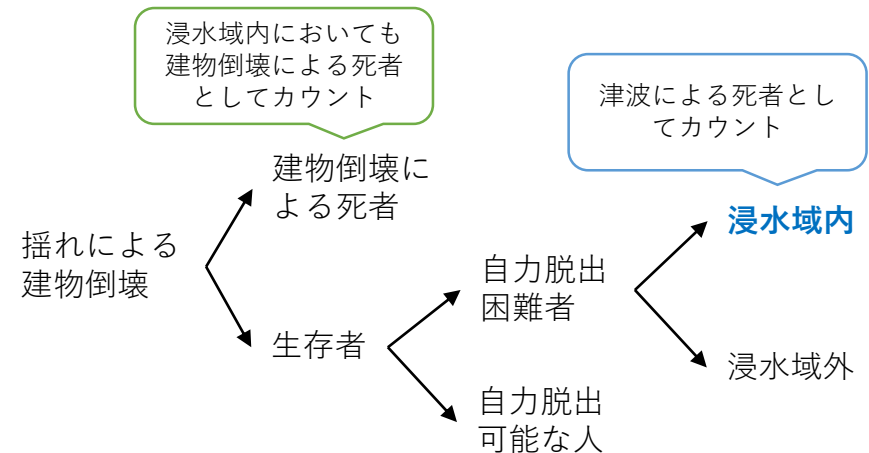 浸水域内においても
建物倒壊による死者
としてカウント
津波による死者とし
てカウント
建物倒壊に
よる死者
浸水域内
揺れによる
建物倒壊
自力脱出
困難者
生存者
浸水域外
自力脱出
可能な人